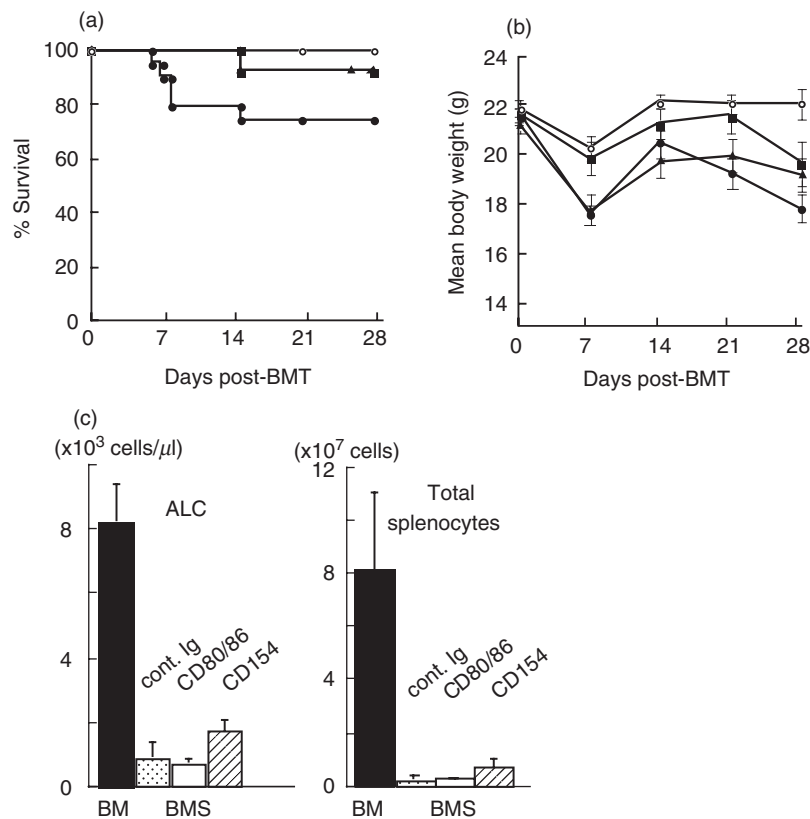 (a)
100
80
60
40
20
0
% Survival
0 7 14 21 28
Days post-BMT
(b)
24
22
20
18
16
14
Mean body weight (g)
0 7 14 21 28
Days post-BMT
(c)
(x10³ cells/μl)
8
4
0
ALC
cont. Ig
CD80/86
CD154
BM BMS
(x10⁷ cells)
12
8
4
0
Total
splenocytes
cont. Ig
CD80/86
CD154
BM BMS